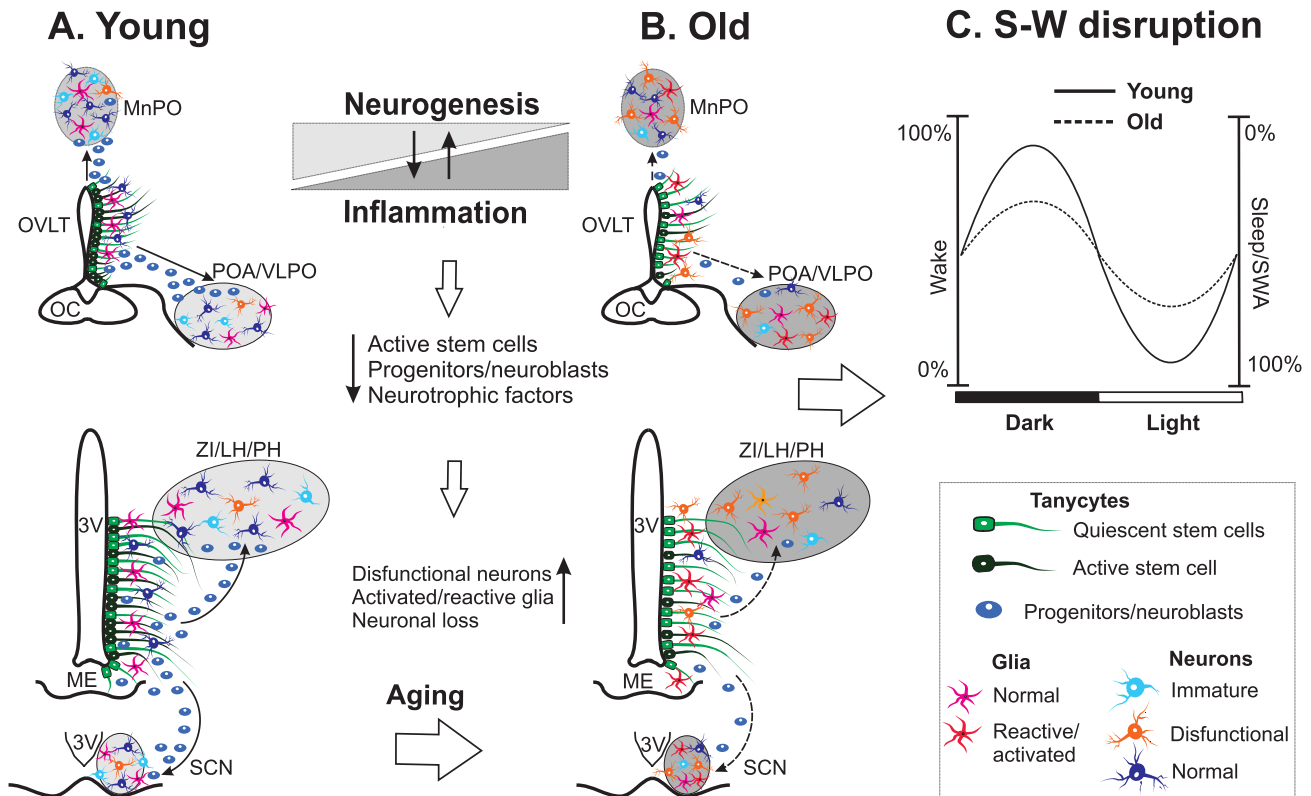 A. Young
MnPO
OVLT
POA/VLPO
OC
Neurogenesis
Inflammation
Active stem cells
Progenitors/neuroblasts
Neurotrophic factors
ZI/LH/PH
3V
ME
3V
SCN
Disfunctional neurons
Activated/reactive glia
Neuronal loss
Aging
B. Old
MnPO
OVLT
POA/VLPO
OC
ZI/LH/PH
3V
ME
3V
SCN
C. S-W disruption
Young
Old
100%
0%
Wake
Sleep/SWA
0%
100%
Dark
Light
Tanycytes
Quiescent stem cells
Active stem cell
Progenitors/neuroblasts
Glia
Normal
Reactive/
activated
Neurons
Immature
Disfunctional
Normal